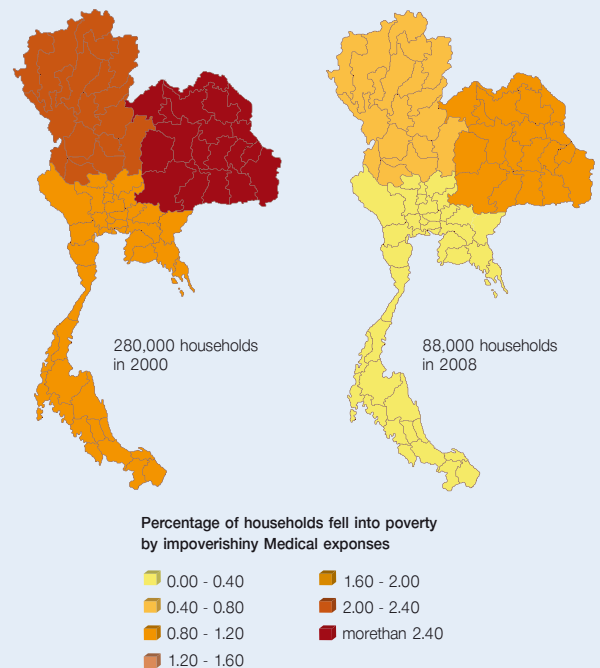 280,000 households
in 2000
88,000 households
in 2008
Percentage of households fell into poverty
by impoverishiny Medical exponses
0.00 - 0.40
0.40 - 0.80
0.80 - 1.20
1.20 - 1.60
1.60 - 2.00
2.00 - 2.40
morethan 2.40